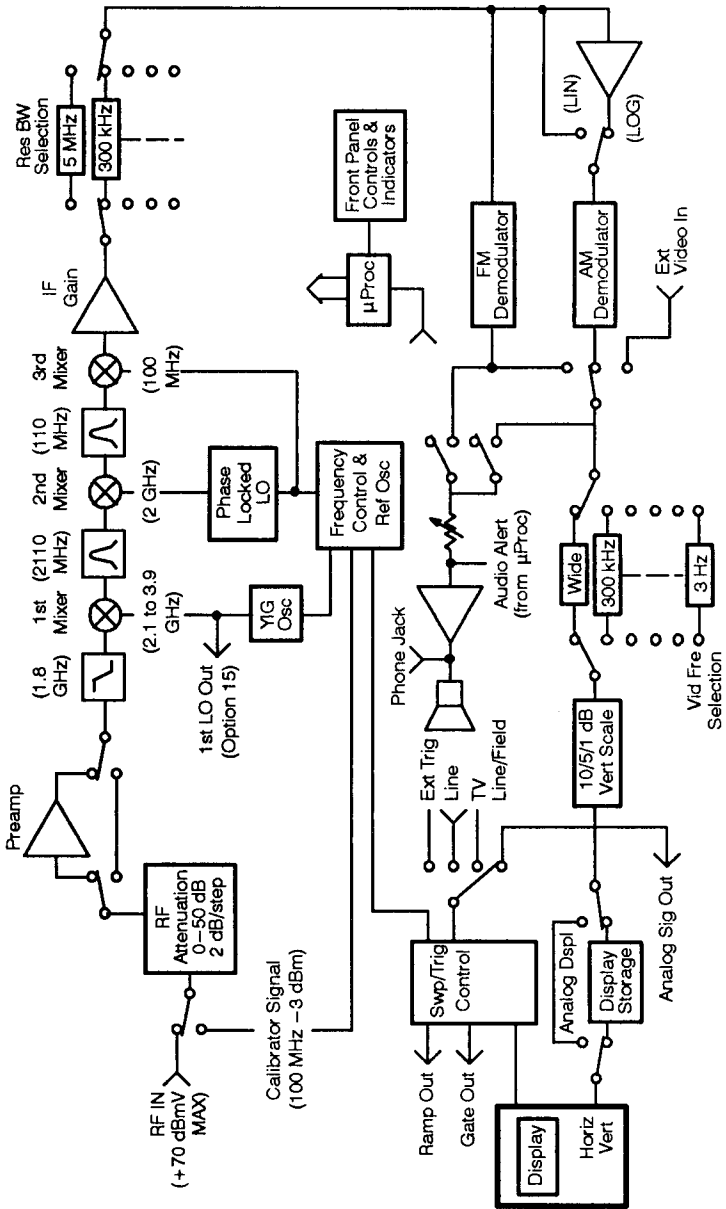 RF IN
(+70 dBmV
MAX)
Calibrator Signal
(100 MHz –3 dBm)
RF
Attenuation
0–50 dB
2 dB/step
Preamp
(1.8
GHz)
1st
Mixer
(2110
MHz)
2nd
Mixer
(110
MHz)
3rd
Mixer
IF
Gain
Res BW
Selection
5 MHz
300 kHz
(2.1 to 3.9
GHz)
(2 GHz)
(100
MHz)
1st LO Out
(Option 15)
YIG
Osc
Phase
Locked
LO
Frequency
Control &
Ref Osc
µProc
Front Panel
Controls &
Indicators
Ramp Out
Gate Out
Swp/Trig
Control
Ext Trig
Line
TV
Line/Field
Phone Jack
Audio Alert
(from µProc)
FM
Demodulator
(LIN)
(LOG)
AM
Demodulator
Ext
Video In
Display
Horiz
Vert
Analog Dspl
Display
Storage
Analog Sig Out
10/5/1 dB
Vert Scale
Vid Fre
Selection
Wide
300 kHz
3 Hz